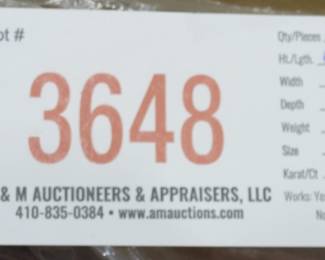 ot #
3648
& M AUCTIONEERS & APPRAISERS, LLC
410-835-0384 • www.amauctions.com
Qty/Pieces
Ht./Lgth.
Width
Depth
Weight
Size
Karat/Ct
Works: Ye
No